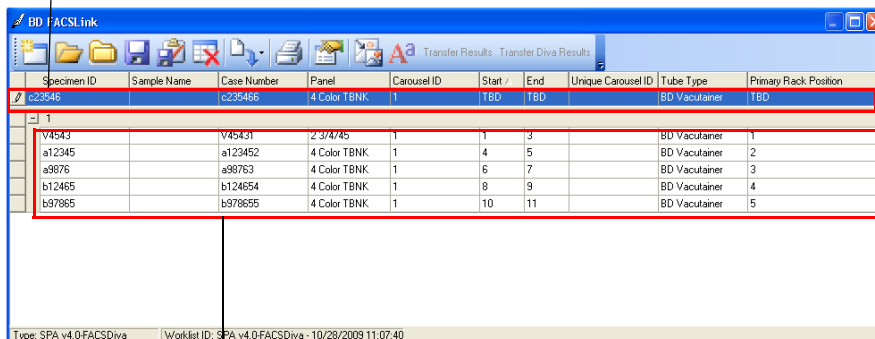 BD FACSLink
Transfer Results Transfer Diva Results
Specimen ID Sample Name Case Number Panel Carousel ID Start End Unique Carousel ID Tube Type Primary Rack Position
c23546 c235466 4 Color TBNK 1 TBD TBD BD Vacutainer TBD
1
V4543 V45431 2 3/4/45 1 1 3 BD Vacutainer 1
a12345 a123452 4 Color TBNK 1 4 5 BD Vacutainer 2
a9876 a98763 4 Color TBNK 1 6 7 BD Vacutainer 3
b12465 b124654 4 Color TBNK 1 8 9 BD Vacutainer 4
b97865 b978655 4 Color TBNK 1 10 11 BD Vacutainer 5
Type: SPA v4.0-FACSDiva Worklist ID: SPA v4.0-FACSDiva - 10/28/2009 11:07:40